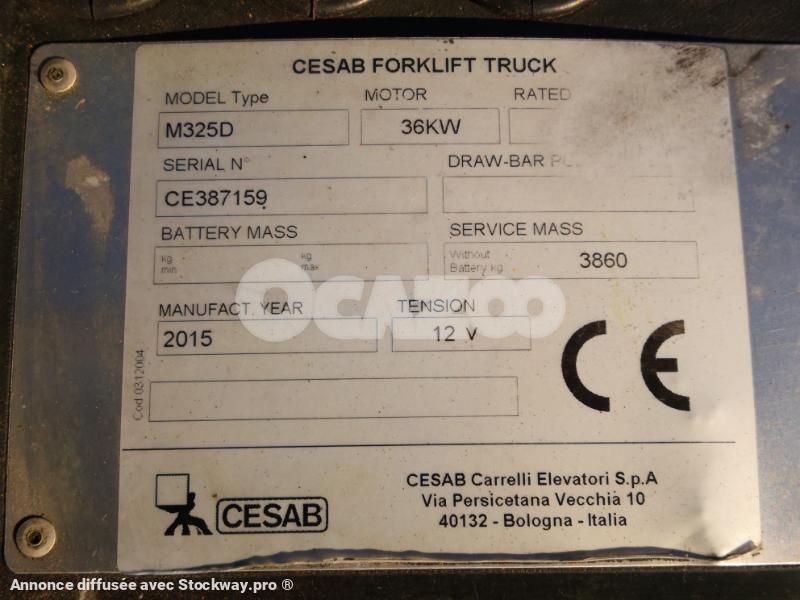 CESAB FORKLIFT TRUCK
MODEL Type MOTOR RATED
M325D 36KW
SERIAL N° DRAW-BAR
CE387159
BATTERY MASS SERVICE MASS
kg min kg max Without Battery kg 3860
OCADOO
MANUFACT. YEAR TENSION
2015 12 V
Cod 0312004
CE
CESAB
CESAB Carrelli Elevatori S.p.A
Via Persicetana Vecchia 10
40132 - Bologna - Italia
Annonce diffusée avec Stockway.pro ®